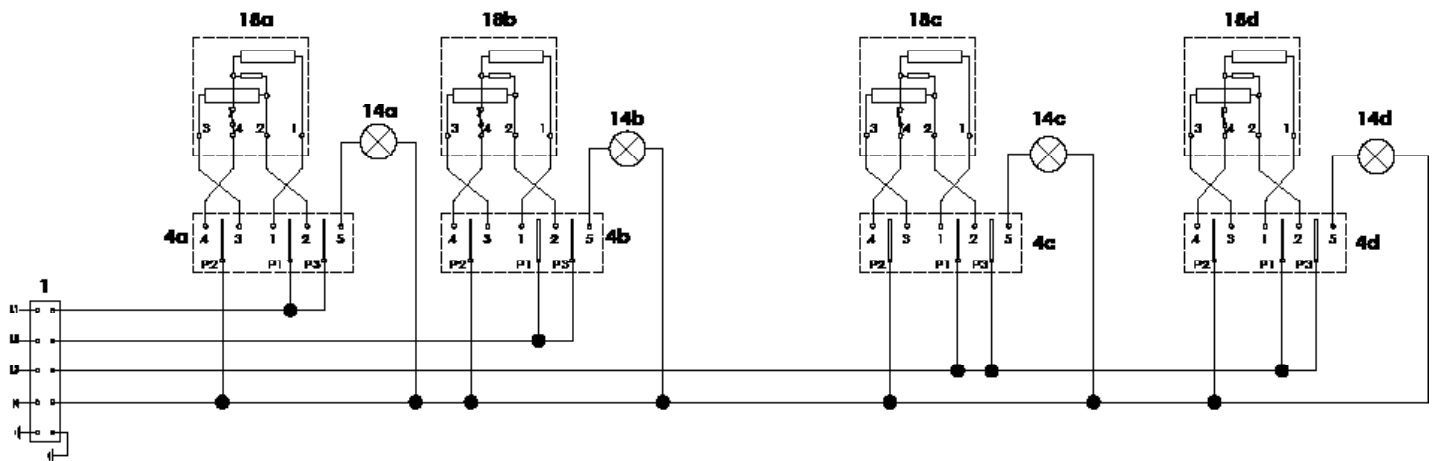 18a 18b 18c 18d
14a 14b 14c 14d
3 4 2 1 3 4 2 1 3 4 2 1 3 4 2 1
4a 4 3 1 2 5 4 3 1 2 5 4b 4 3 1 2 5 4c 4 3 1 2 5 4d
P2 P1 P3 P2 P1 P3 P2 P1 P3 P2 P1 P3
1
L1
L2
L3
N